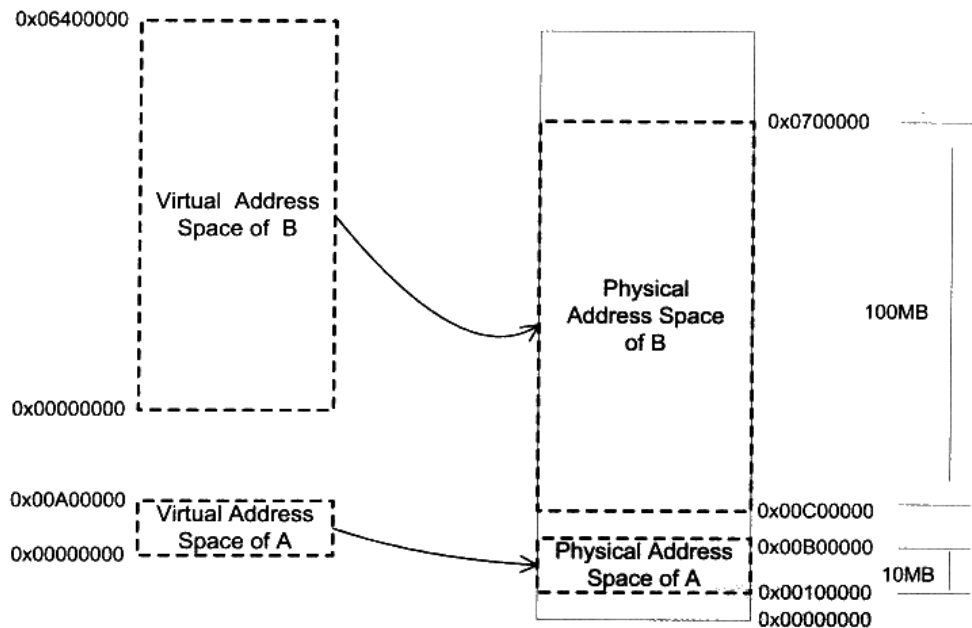 0x06400000
0x0700000
Virtual Address
Space of B
Physical
Address Space
of B
100MB
0x00000000
0x00A00000
Virtual Address
Space of A
0x00000000
0x00C00000
0x00B00000
Physical Address
Space of A
10MB
0x00100000
0x00000000